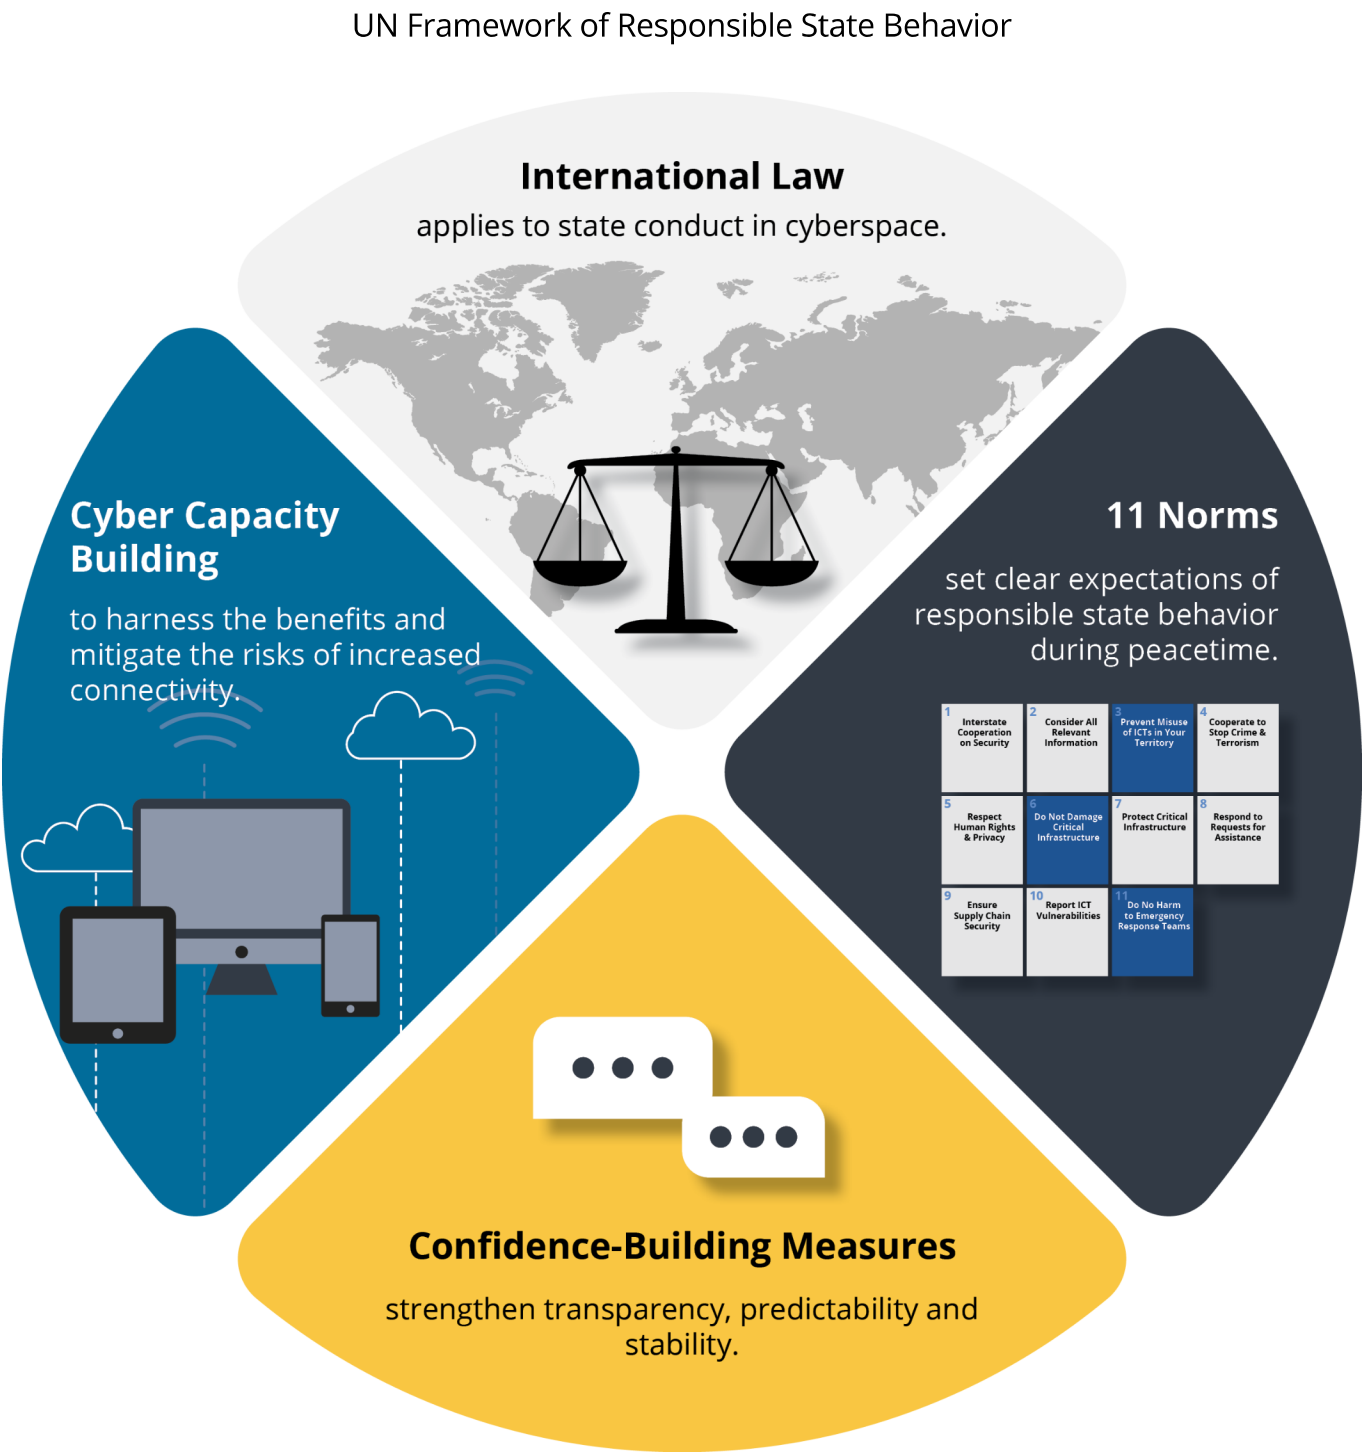 UN Framework of Responsible State Behavior
International Law
applies to state conduct in cyberspace.
Cyber Capacity
Building
to harness the benefits and
mitigate the risks of increased
connectivity.
11 Norms
set clear expectations of
responsible state behavior
during peacetime.
1
Interstate
Cooperation
on Security
2
Consider All
Relevant
Information
3
Prevent Misuse
of ICTs in Your
Territory
4
Cooperate to
Stop Crime &
Terrorism
5
Respect
Human Rights
& Privacy
6
Do Not Damage
Critical
Infrastructure
7
Protect Critical
Infrastructure
8
Respond to
Requests for
Assistance
9
Ensure
Supply Chain
Security
10
Report ICT
Vulnerabilities
11
Do No Harm
to Emergency
Response Teams
Confidence-Building Measures
strengthen transparency, predictability and
stability.